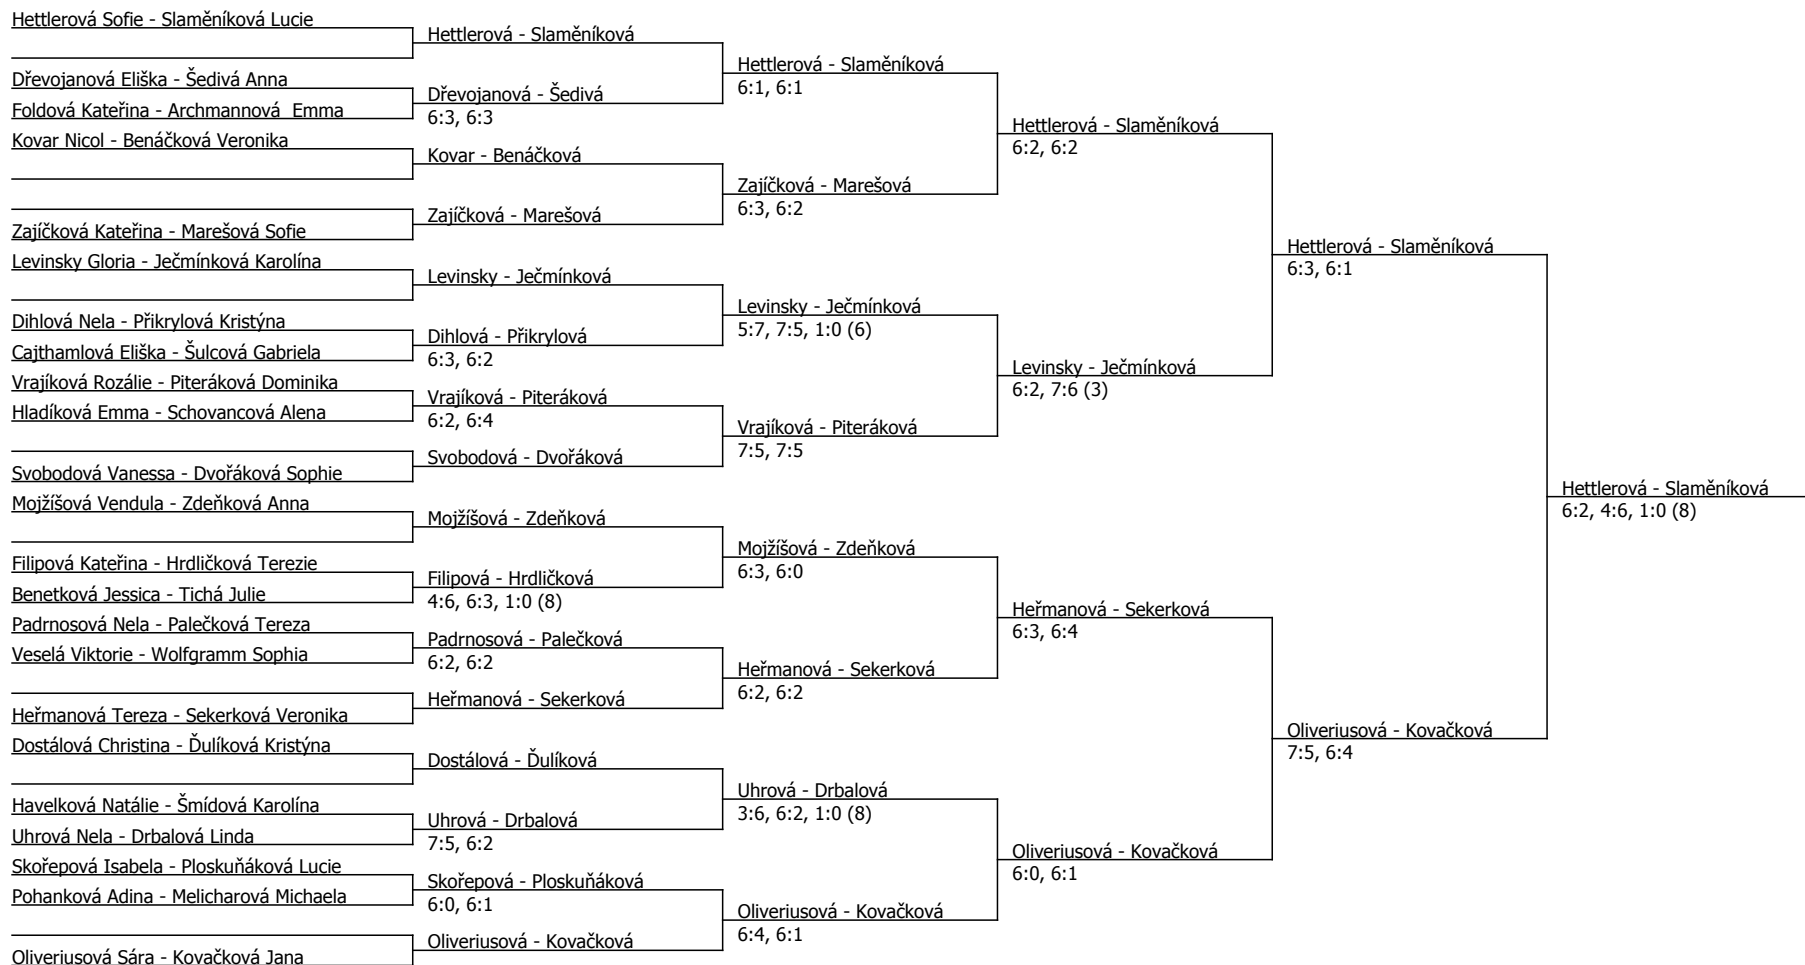 Hettlerová Sofie - Slaměníková Lucie
Dřevojanová Eliška - Šedivá Anna
Foldová Kateřina - Archmannová  Emma
Kovar Nicol - Benáčková Veronika
Zajíčková Kateřina - Marešová Sofie
Levinsky Gloria - Ječmínková Karolína
Dihlová Nela - Přikrylová Kristýna
Cajthamlová Eliška - Šulcová Gabriela
Vrajíková Rozálie - Piteráková Dominika
Hladíková Emma - Schovancová Alena
Svobodová Vanessa - Dvořáková Sophie
Mojžíšová Vendula - Zdeňková Anna
Filipová Kateřina - Hrdličková Terezie
Benetková Jessica - Tichá Julie
Padrnosová Nela - Palečková Tereza
Veselá Viktorie - Wolfgramm Sophia
Heřmanová Tereza - Sekerková Veronika
Dostálová Christina - Ďulíková Kristýna
Havelková Natálie - Šmídová Karolína
Uhrová Nela - Drbalová Linda
Skořepová Isabela - Ploskuňáková Lucie
Pohanková Adina - Melicharová Michaela
Oliveriusová Sára - Kovačková Jana
Hettlerová - Slaměníková
Dřevojanová - Šedivá
6:3, 6:3
Kovar - Benáčková
Zajíčková - Marešová
Levinsky - Ječmínková
Dihlová - Přikrylová
6:3, 6:2
Vrajíková - Piteráková
6:2, 6:4
Svobodová - Dvořáková
Mojžíšová - Zdeňková
Filipová - Hrdličková
4:6, 6:3, 1:0 (8)
Padrnosová - Palečková
6:2, 6:2
Heřmanová - Sekerková
Dostálová - Ďulíková
Uhrová - Drbalová
7:5, 6:2
Skořepová - Ploskuňáková
6:0, 6:1
Oliveriusová - Kovačková
Hettlerová - Slaměníková
6:1, 6:1
Zajíčková - Marešová
6:3, 6:2
Levinsky - Ječmínková
5:7, 7:5, 1:0 (6)
Vrajíková - Piteráková
7:5, 7:5
Mojžíšová - Zdeňková
6:3, 6:0
Heřmanová - Sekerková
6:2, 6:2
Uhrová - Drbalová
3:6, 6:2, 1:0 (8)
Oliveriusová - Kovačková
6:4, 6:1
Hettlerová - Slaměníková
6:2, 6:2
Levinsky - Ječmínková
6:2, 7:6 (3)
Heřmanová - Sekerková
6:3, 6:4
Oliveriusová - Kovačková
6:0, 6:1
Hettlerová - Slaměníková
6:3, 6:1
Oliveriusová - Kovačková
7:5, 6:4
Hettlerová - Slaměníková
6:2, 4:6, 1:0 (8)